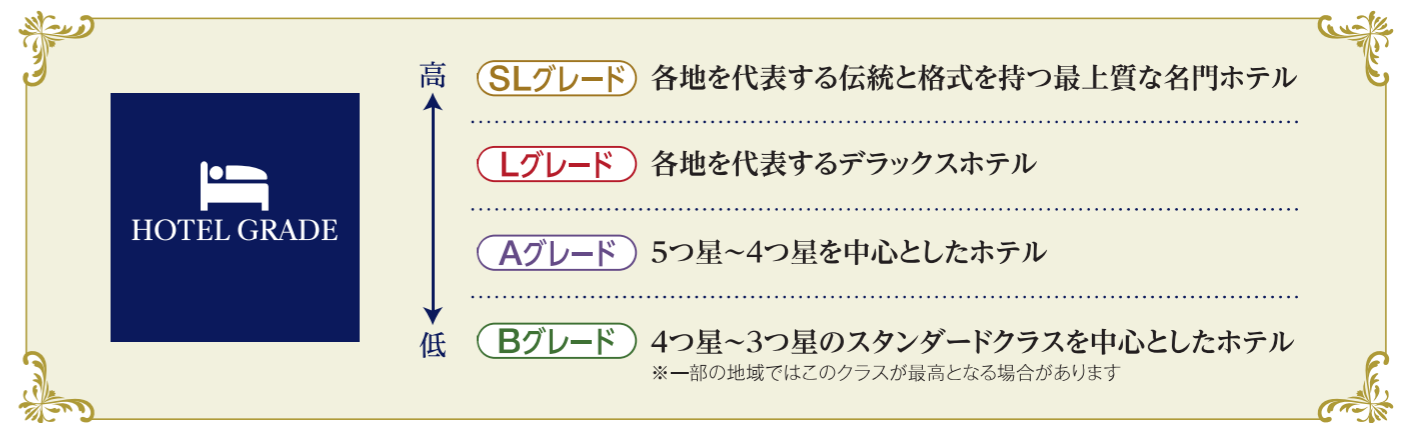 HOTEL GRADE
高
低
SLグレード 各地を代表する伝統と格式を持つ最上質な名門ホテル
Lグレード 各地を代表するデラックスホテル
Aグレード 5つ星～4つ星を中心としたホテル
Bグレード 4つ星～3つ星のスタンダードクラスを中心としたホテル
※一部の地域ではこのクラスが最高となる場合があります